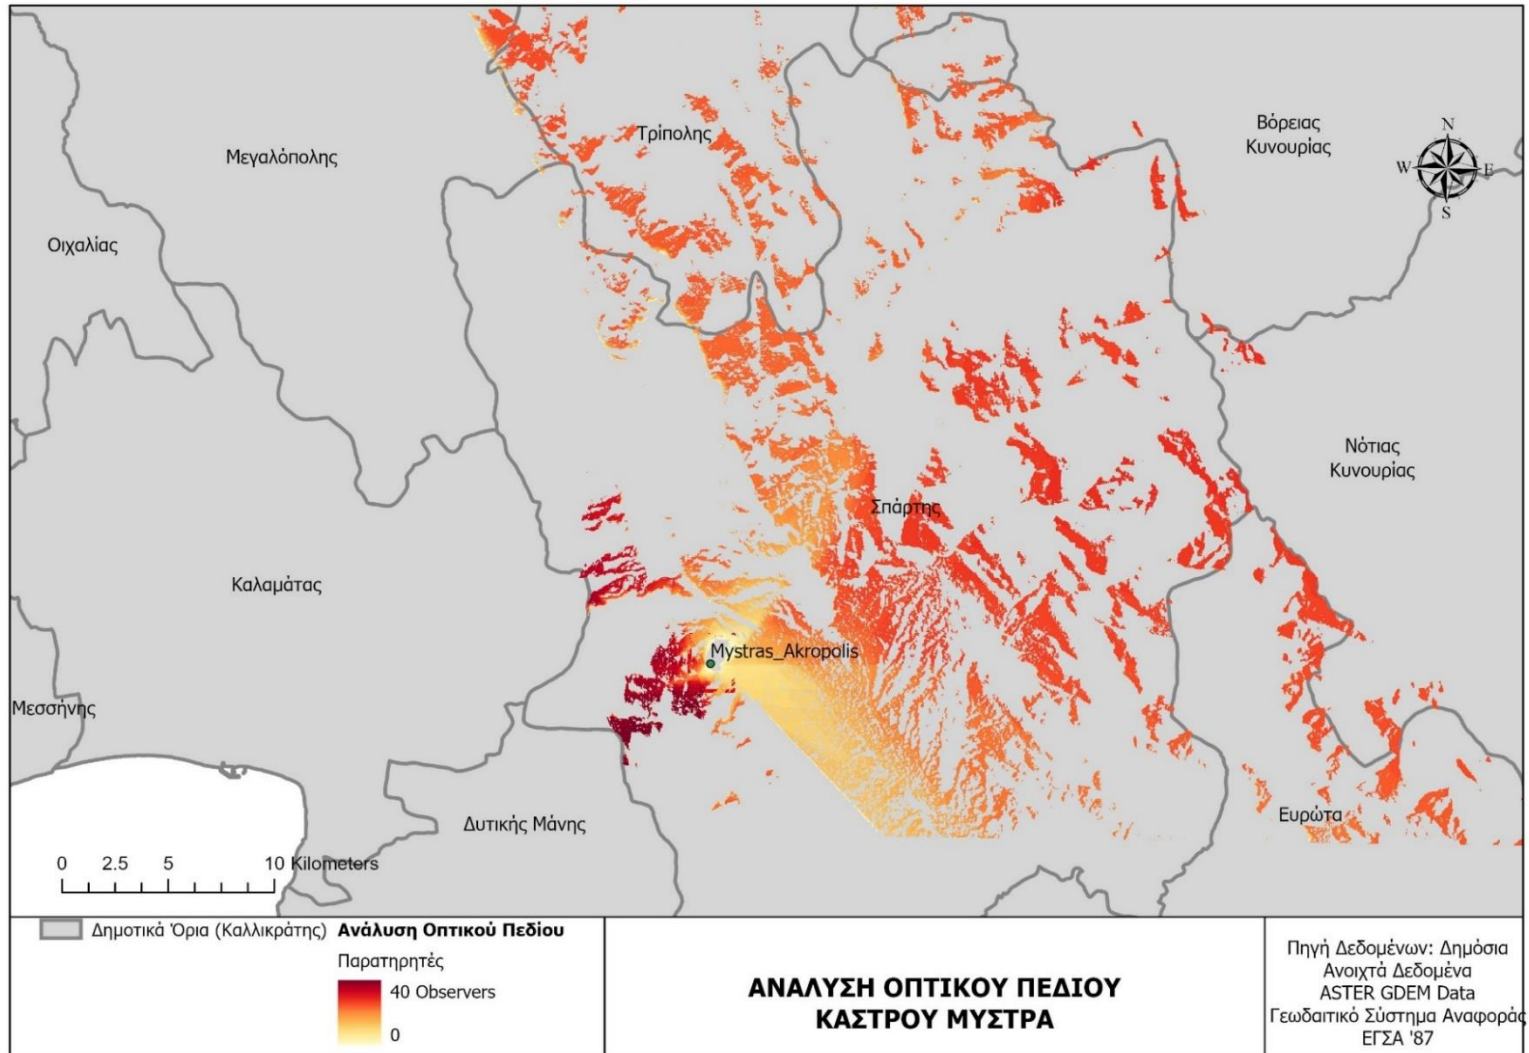 Τρίπολης
Μεγαλόπολης
Βόρειας
Κυνουρίας
N
W
E
S
Οιχαλίας
Νότιας
Κυνουρίας
Σπάρτης
Καλαμάτας
Mystras_Akropolis
Μεσσήνης
Δυτικής Μάνης
Ευρώτα
0 2.5 5 10 Kilometers
Δημοτικά Όρια (Καλλικράτης)
Ανάλυση Οπτικού Πεδίου
Παρατηρητές
40 Observers
0
ΑΝΑΛΥΣΗ ΟΠΤΙΚΟΥ ΠΕΔΙΟΥ
ΚΑΣΤΡΟΥ ΜΥΣΤΡΑ
Πηγή Δεδομένων: Δημόσια
Ανοιχτά Δεδομένα
ASTER GDEM Data
Γεωδαιτικό Σύστημα Αναφοράς
ΕΓΣΑ '87